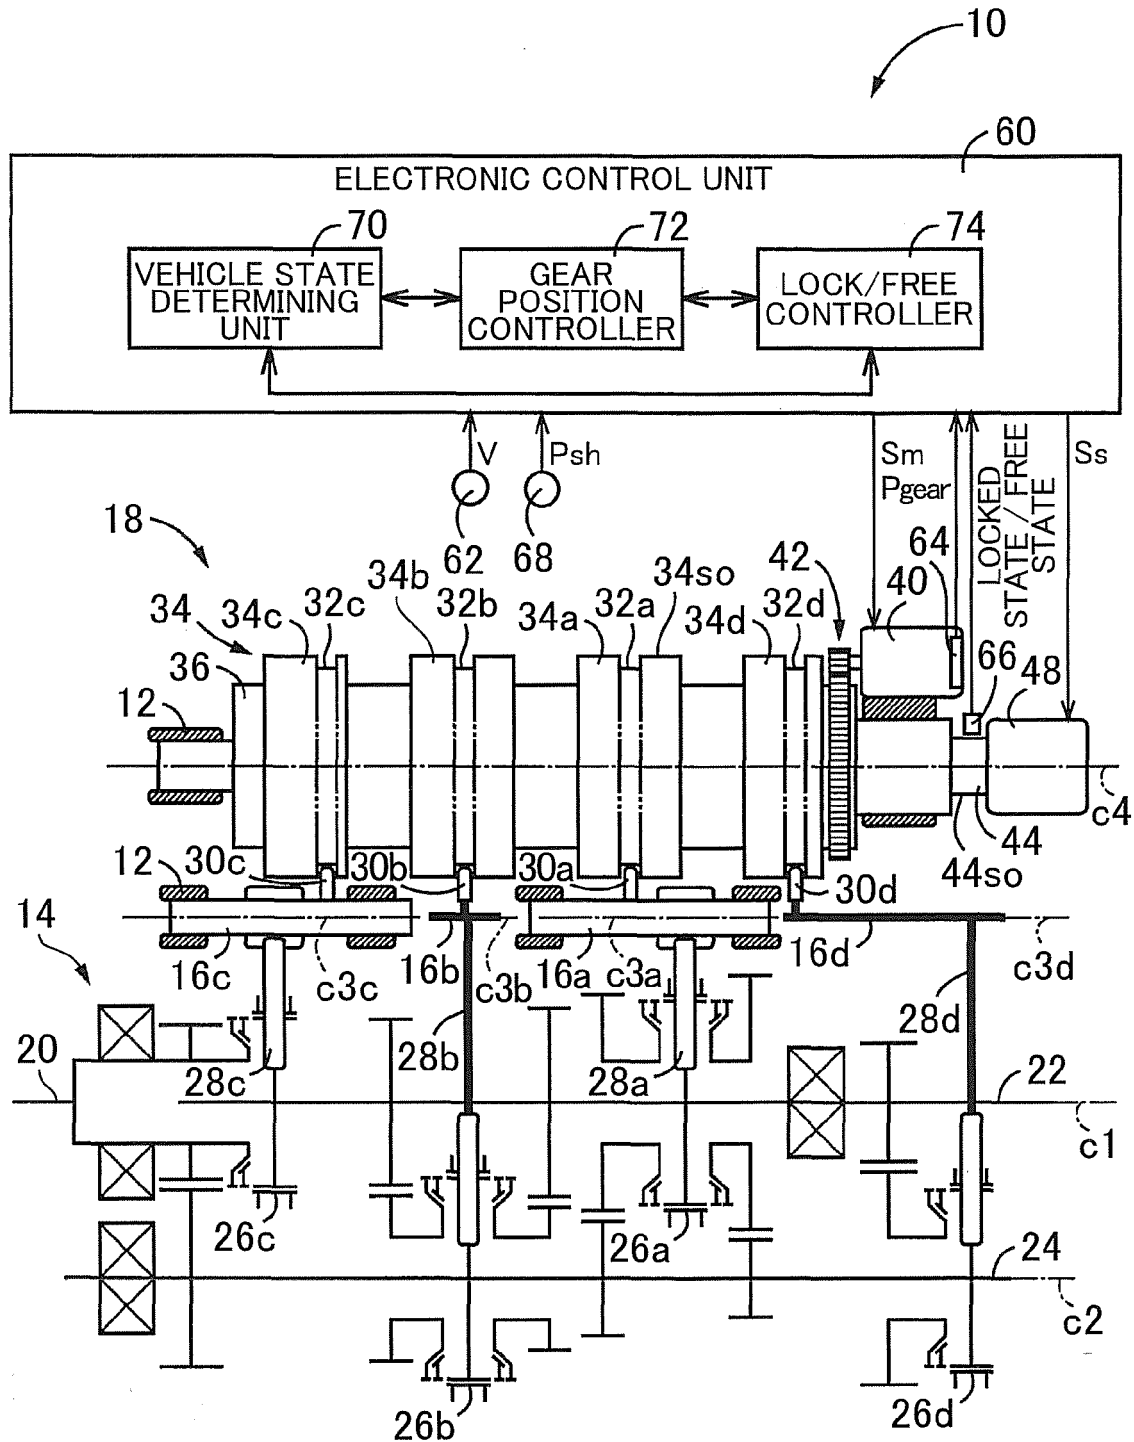 10
60
ELECTRONIC CONTROL UNIT
70
72
74
VEHICLE STATE
DETERMINING
UNIT
GEAR
POSITION
CONTROLLER
LOCK/FREE
CONTROLLER
V
Psh
Sm
Pgear
LOCKED
STATE/FREE
STATE
Ss
18
62
68
64
34b
34so
42
40
34
34c
32c
32b
34a
32a
34d
32d
36
66
48
12
c4
44
44so
12
30c
30b
30a
30d
14
16c
c3c
16b
c3b
16a
c3a
16d
c3d
20
28c
28b
28a
28d
22
c1
26c
26a
24
c2
26b
26d